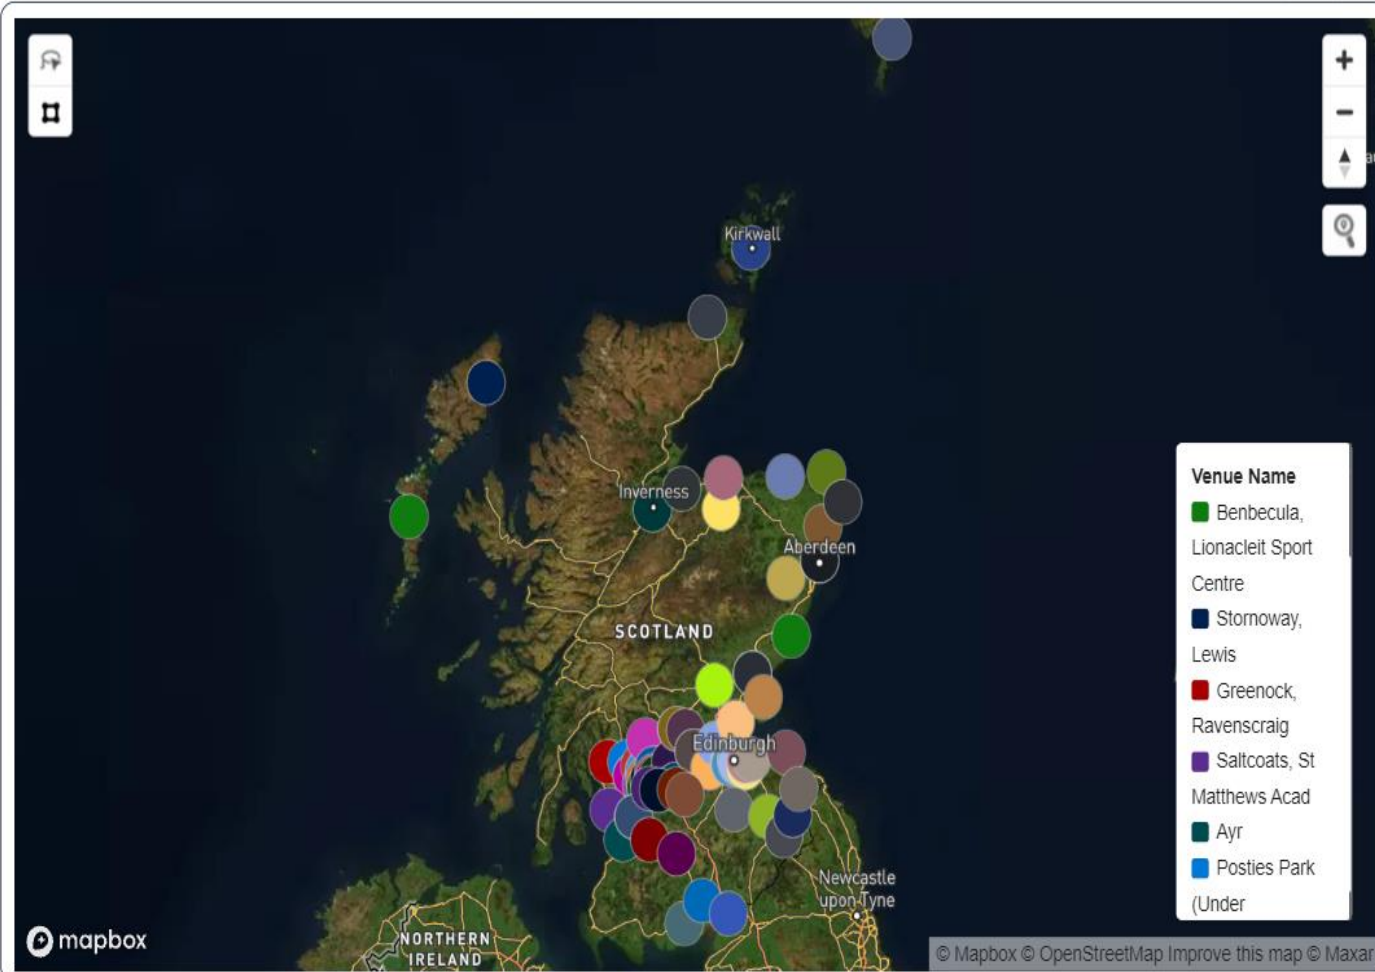 Kirkwall
Inverness
Aberdeen
SCOTLAND
Edinburgh
Newcastle
upon Tyne
NORTHERN
IRELAND
Venue Name
Benbecula,
Lionacleit Sport
Centre
Stornoway,
Lewis
Greenock,
Ravenscraig
Saltcoats, St
Matthews Acad
Ayr
Posties Park
(Under
mapbox
© Mapbox © OpenStreetMap Improve this map © Maxar